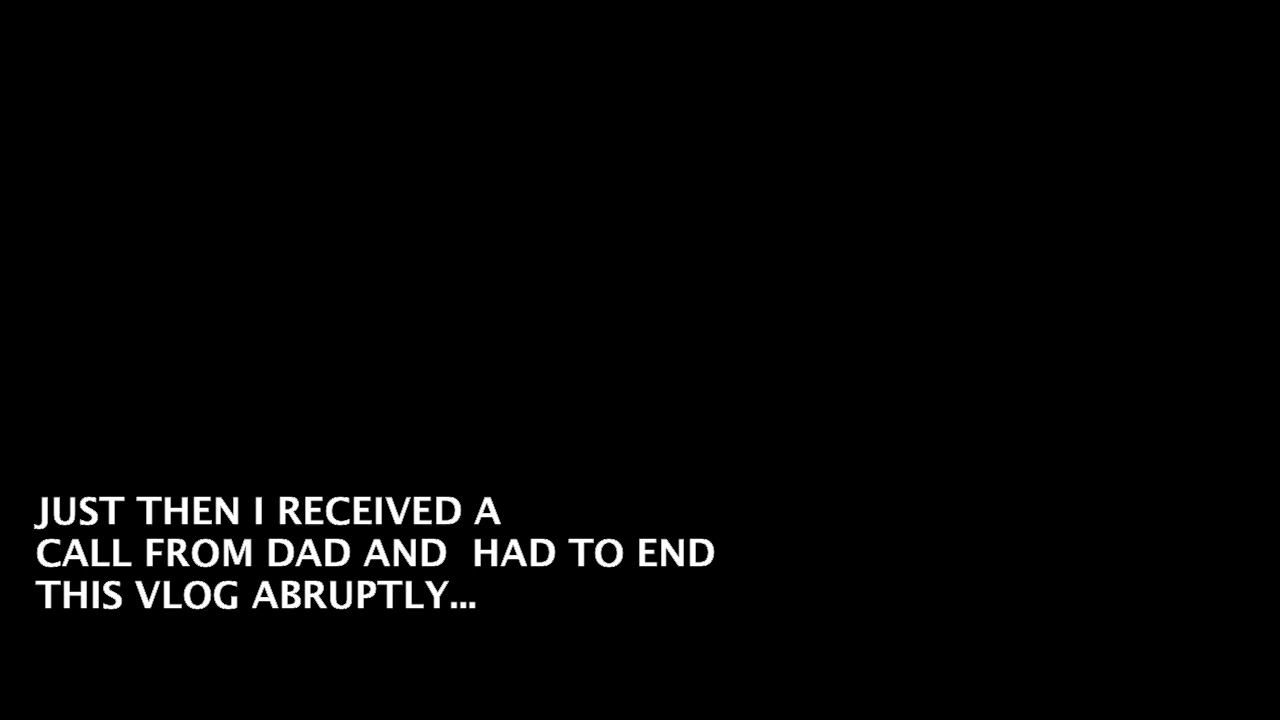 JUST THEN I RECEIVED A
CALL FROM DAD AND  HAD TO END
THIS VLOG ABRUPTLY...